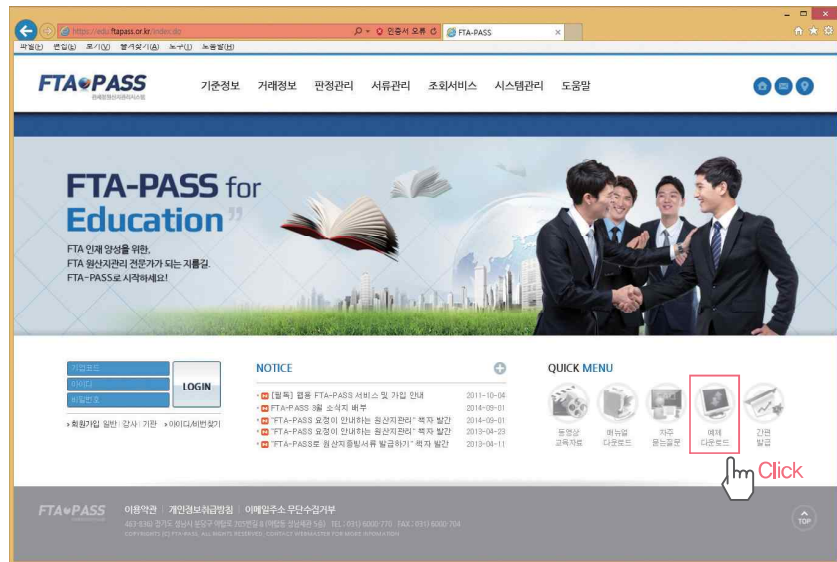 https://edu.ftapass.or.kr/index.do
인증서 오류
FTA-PASS
파일(F) 편집(E) 보기(V) 즐겨찾기(A) 도구(T) 도움말(H)
FTA PASS
기준정보 거래정보 판정관리 서류관리 조회서비스 시스템관리 도움말
FTA-PASS for
Education”
FTA 인재 양성을 위한,
FTA 원산지관리 전문가가 되는 지름길.
FTA-PASS로 시작하세요!
기업코드
아이디
비밀번호
LOGIN
회원가입 일반 | 강사 | 기관 아이디/비번찾기
NOTICE
[필독] 웹용 FTA-PASS 서비스 및 가입 안내 2011-10-04
FTA-PASS 3월 소식지 배부 2014-09-01
"FTA-PASS 요정이 안내하는 원산지관리" 책자 발간 2014-09-01
"FTA-PASS 요정이 안내하는 원산지관리" 책자 발간 2013-04-23
"FTA-PASS로 원산지증빙서류 발급하기" 책자 발간 2013-04-11
QUICK MENU
동영상 교육자료
매뉴얼 다운로드
자주 묻는질문
예제 다운로드
간편 발급
Click
FTA PASS
이용약관 | 개인정보취급방침 | 이메일주소 무단수집거부
TEL : 031) 6000-770 FAX : 031) 6000-704
TOP